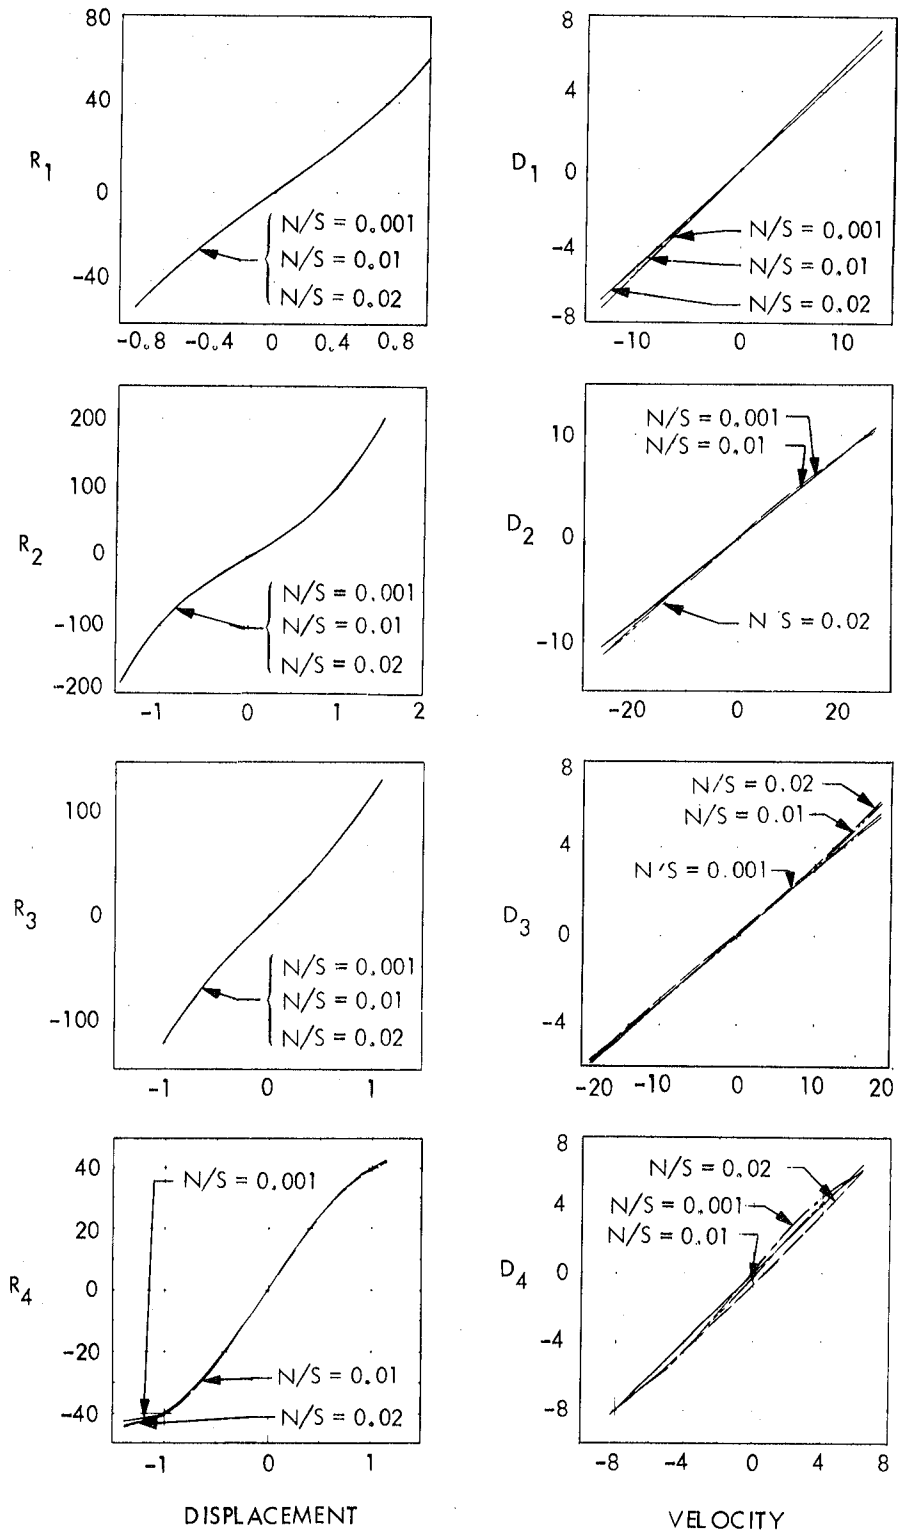 80
40
R1
0
-40
N/S = 0.001
N/S = 0.01
N/S = 0.02
-0.8 -0.4 0 0.4 0.8
8
4
D1
0
-4
-8
N/S = 0.001
N/S = 0.01
N/S = 0.02
-10 0 10
200
100
R2
0
-100
-200
N/S = 0.001
N/S = 0.01
N/S = 0.02
-1 0 1 2
10
D2
0
-10
N/S = 0.001
N/S = 0.01
N S = 0.02
-20 0 20
100
R3
0
-100
N/S = 0.001
N/S = 0.01
N/S = 0.02
-1 0 1
8
4
D3
0
-4
N/S = 0.02
N/S = 0.01
N'S = 0.001
-20 -10 0 10 20
40
20
R4
0
-20
-40
N/S = 0.001
N/S = 0.01
N/S = 0.02
-1 0 1
DISPLACEMENT
8
4
D4
0
-4
-8
N/S = 0.02
N/S = 0.001
N/S = 0.01
-8 -4 0 4 8
VELOCITY